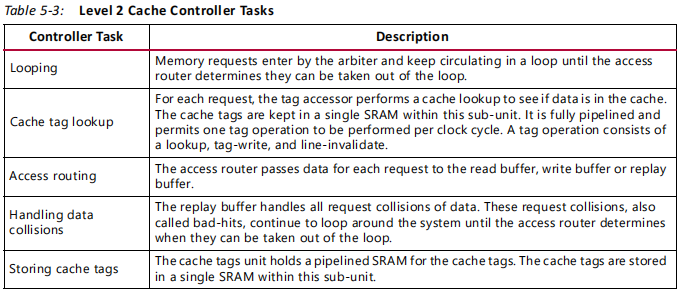 Table 5-3: Level 2 Cache Controller Tasks
Controller Task Description
Looping
Memory requests enter by the arbiter and keep circulating in a loop until the access
router determines they can be taken out of the loop.
Cache tag lookup
For each request, the tag accessor performs a cache lookup to see if data is in the cache.
The cache tags are kept in a single SRAM within this sub-unit. It is fully pipelined and
permits one tag operation to be performed per clock cycle. A tag operation consists of
a lookup, tag-write, and line-invalidate.
Access routing
The access router passes data for each request to the read buffer, write buffer or replay
buffer.
Handling data
collisions
The replay buffer handles all request collisions of data. These request collisions, also
called bad-hits, continue to loop around the system until the access router determines
when they can be taken out of the loop.
Storing cache tags
The cache tags unit holds a pipelined SRAM for the cache tags. The cache tags are stored
in a single SRAM within this sub-unit.